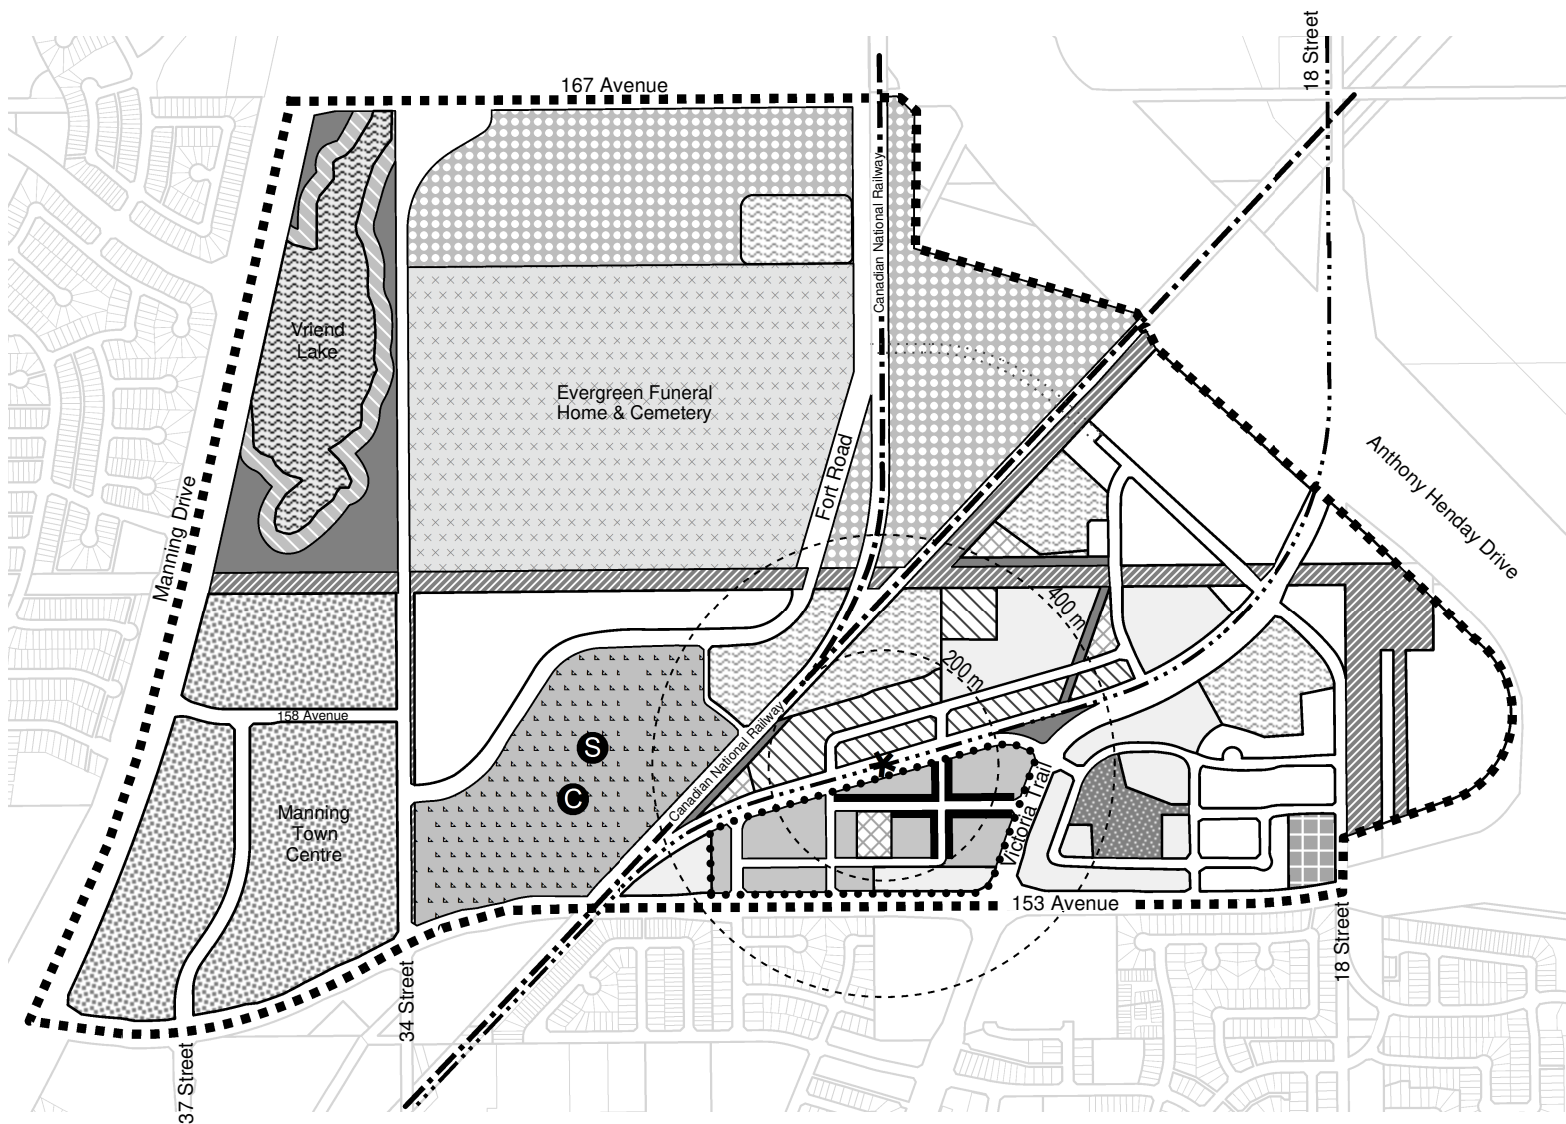 18 Street
167 Avenue
Canadian National Railway
Vriend
Lake
Evergreen Funeral
Home & Cemetery
Fort Road
Anthony Henday Drive
Manning Drive
400 m
200 m
158 Avenue
Canadian National Railway
S
C
Manning
Town
Centre
Victoria Trail
153 Avenue
18 Street
34 Street
37 Street